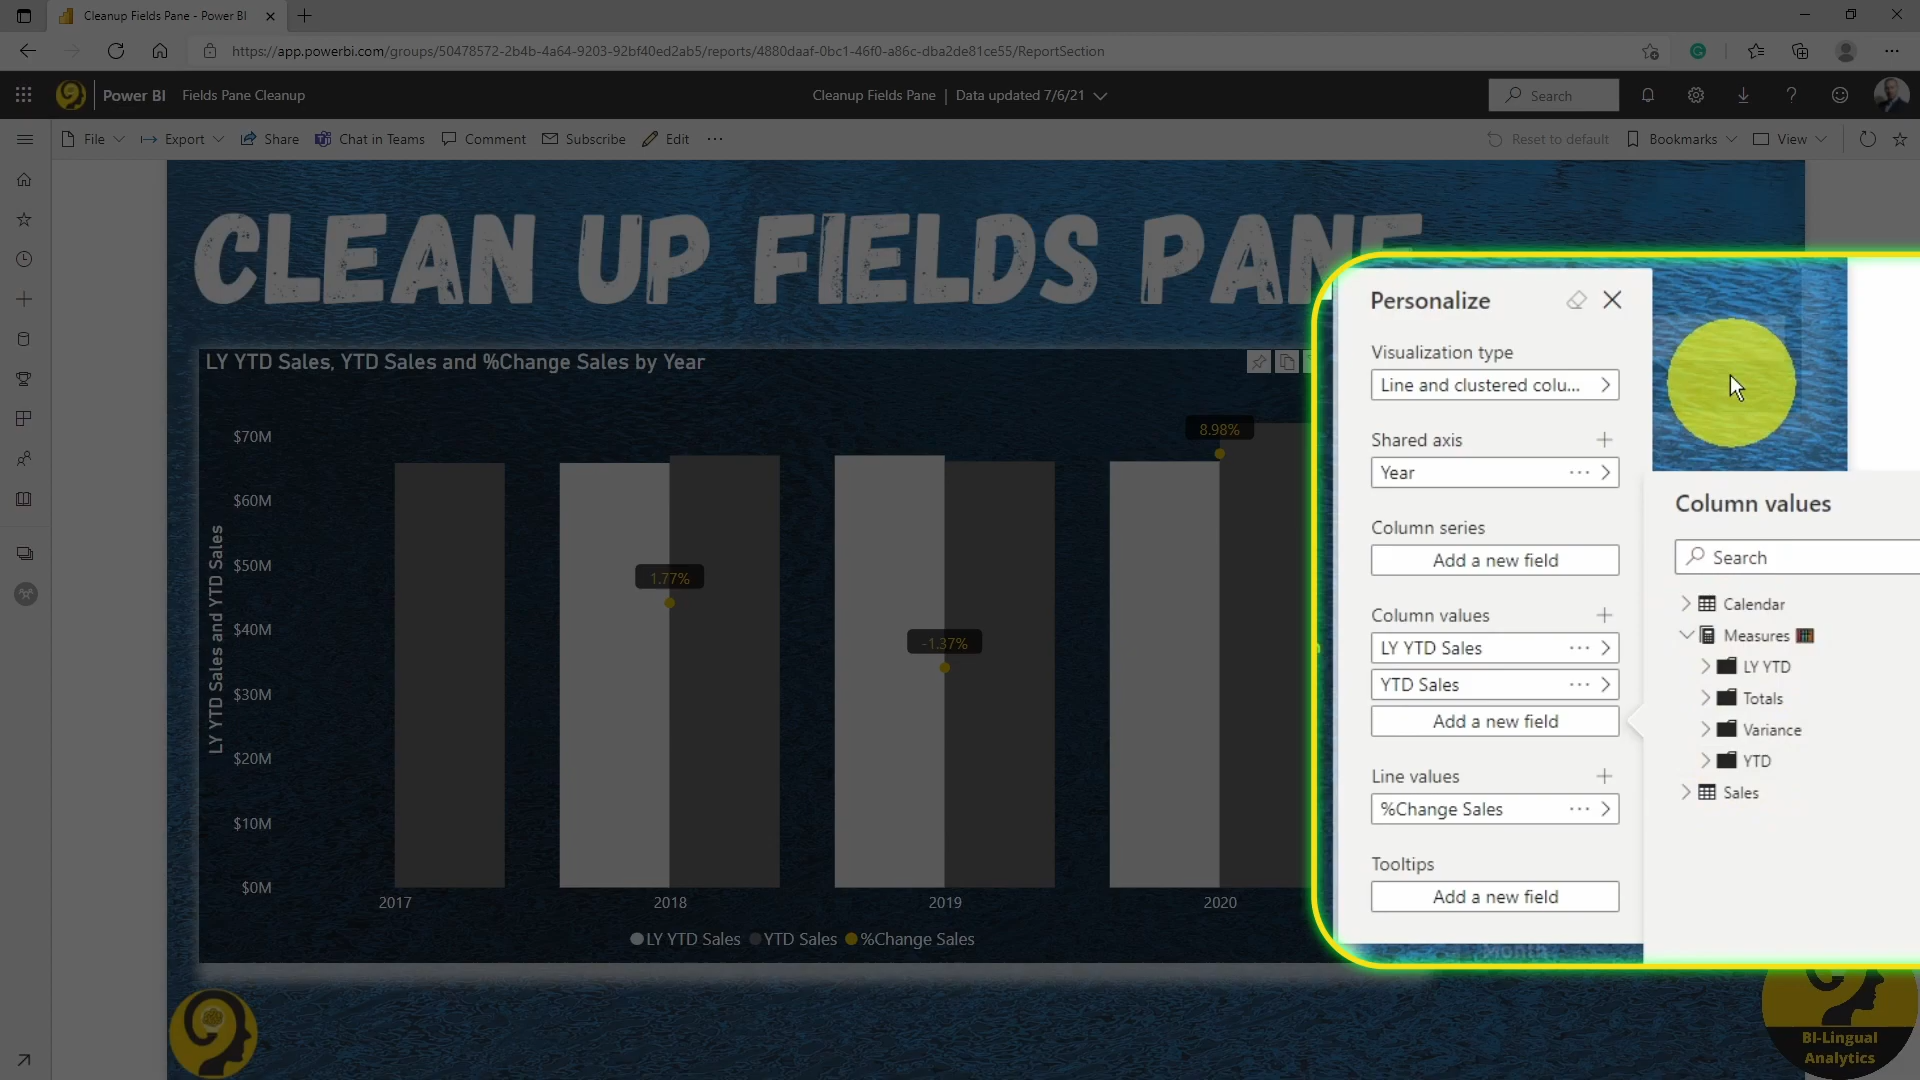 Cleanup Fields Pane - Power BI
https://app.powerbi.com/groups/50478572-2b4b-4a64-9203-92bf40ed2ab5/reports/4880daaf-0bc1-46f0-a86c-dba2de81ce55/ReportSection
Power BI Fields Pane Cleanup
Cleanup Fields Pane | Data updated 7/6/21
Search
File Export Share Chat in Teams Comment Subscribe Edit ...
Reset to default Bookmarks View
CLEAN UP FIELDS PANE
LY YTD Sales, YTD Sales and %Change Sales by Year
LY YTD Sales and YTD Sales
$70M
$60M
$50M
$40M
$30M
$20M
$10M
$0M
1.77%
-1.37%
8.98%
2017 2018 2019 2020
LY YTD Sales YTD Sales %Change Sales
Personalize
Visualization type
Line and clustered colu...
Shared axis
Year
Column series
Add a new field
Column values
LY YTD Sales
YTD Sales
Add a new field
Line values
%Change Sales
Tooltips
Add a new field
Column values
Search
Calendar
Measures
LY YTD
Totals
Variance
YTD
Sales
BI-Lingual
Analytics